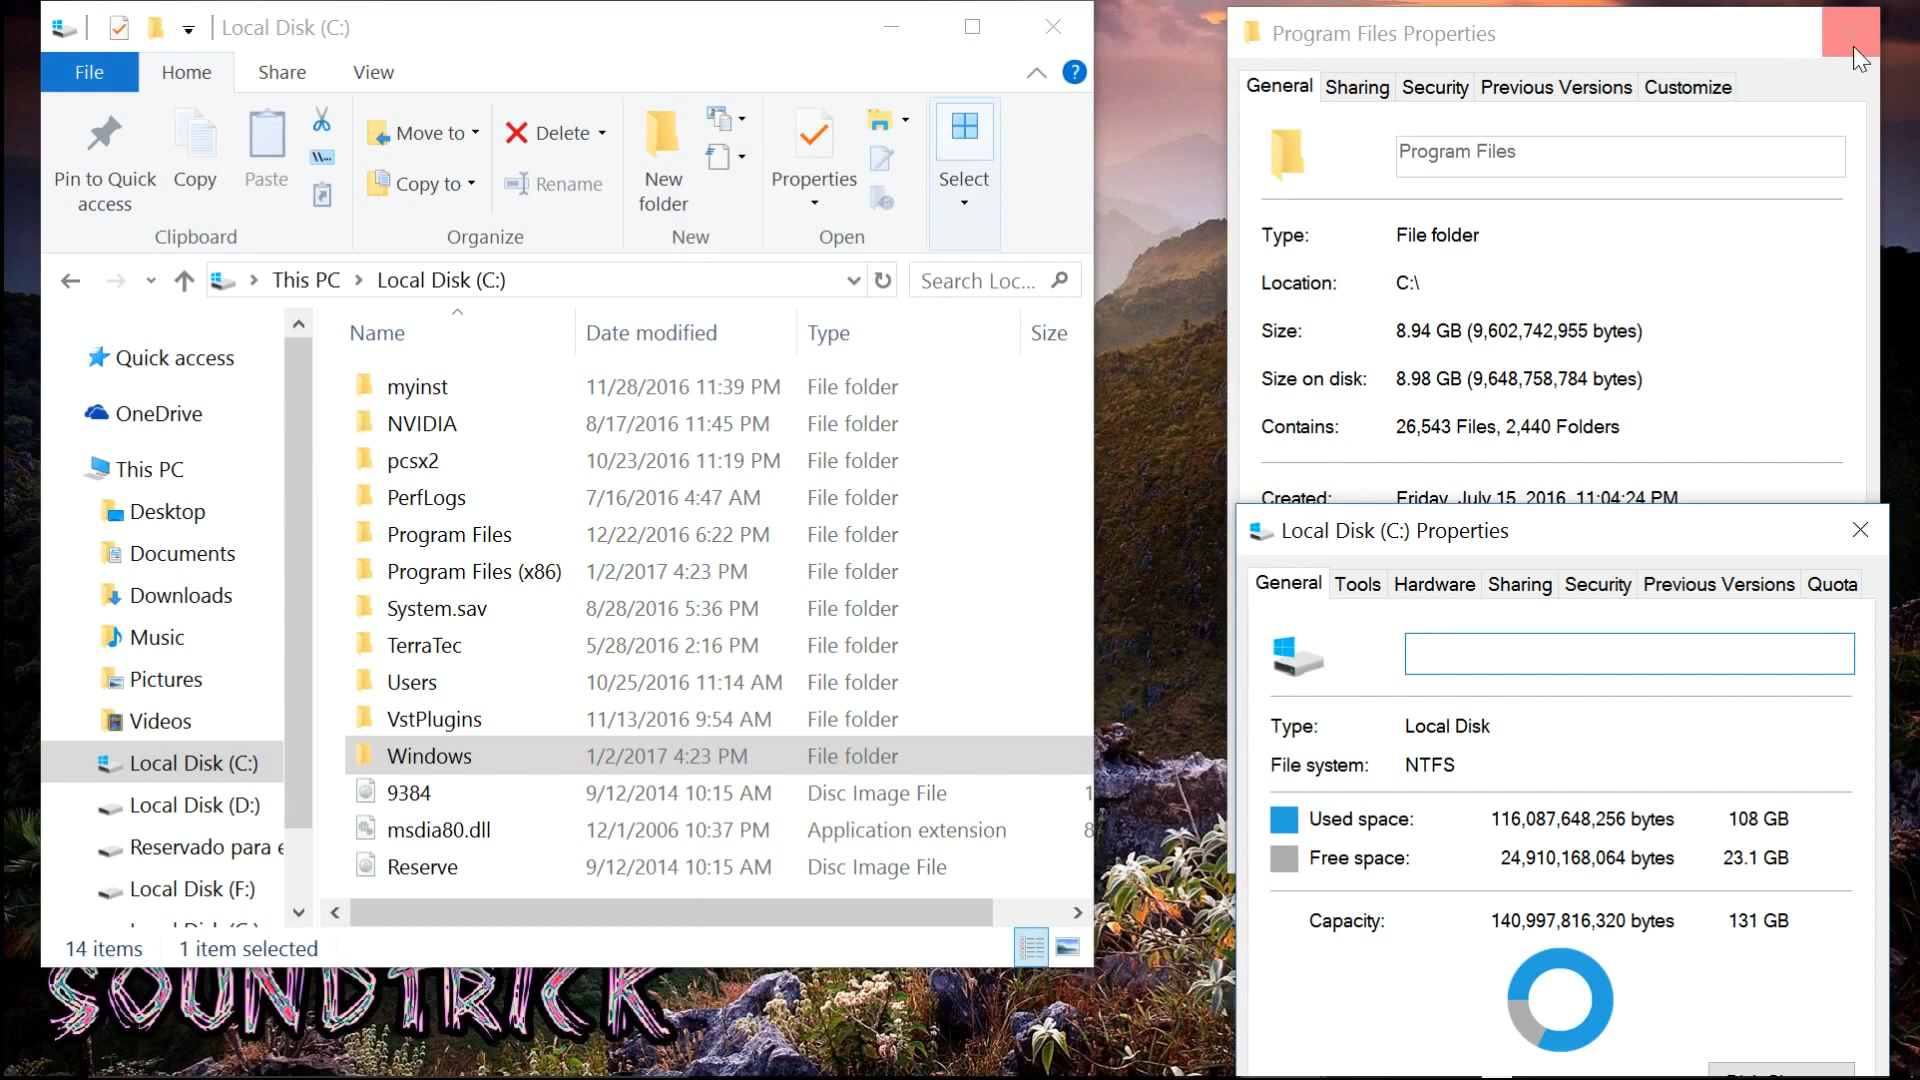 Local Disk (C:)
File Home Share View
Pin to Quick access
Copy
Paste
Clipboard
Move to
Copy to
Delete
Rename
Organize
New folder
New
Properties
Open
Select
This PC Local Disk (C:)
Search Loc...
Quick access
OneDrive
This PC
Desktop
Documents
Downloads
Music
Pictures
Videos
Local Disk (C:)
Local Disk (D:)
Reservado para e
Local Disk (F:)
Name Date modified Type Size
myinst 11/28/2016 11:39 PM File folder
NVIDIA 8/17/2016 11:45 PM File folder
pcsx2 10/23/2016 11:19 PM File folder
PerfLogs 7/16/2016 4:47 AM File folder
Program Files 12/22/2016 6:22 PM File folder
Program Files (x86) 1/2/2017 4:23 PM File folder
System.sav 8/28/2016 5:36 PM File folder
TerraTec 5/28/2016 2:16 PM File folder
Users 10/25/2016 11:14 AM File folder
VstPlugins 11/13/2016 9:54 AM File folder
Windows 1/2/2017 4:23 PM File folder
9384 9/12/2014 10:15 AM Disc Image File 1
msdia80.dll 12/1/2006 10:37 PM Application extension 8
Reserve 9/12/2014 10:15 AM Disc Image File
14 items 1 item selected
SOUNDTRICK
Program Files Properties
General Sharing Security Previous Versions Customize
Program Files
Type: File folder
Location: C:\
Size: 8.94 GB (9,602,742,955 bytes)
Size on disk: 8.98 GB (9,648,758,784 bytes)
Contains: 26,543 Files, 2,440 Folders
Created: Friday, July 15, 2016, 11:04:24 PM
Local Disk (C:) Properties
General Tools Hardware Sharing Security Previous Versions Quota
Type: Local Disk
File system: NTFS
Used space: 116,087,648,256 bytes 108 GB
Free space: 24,910,168,064 bytes 23.1 GB
Capacity: 140,997,816,320 bytes 131 GB